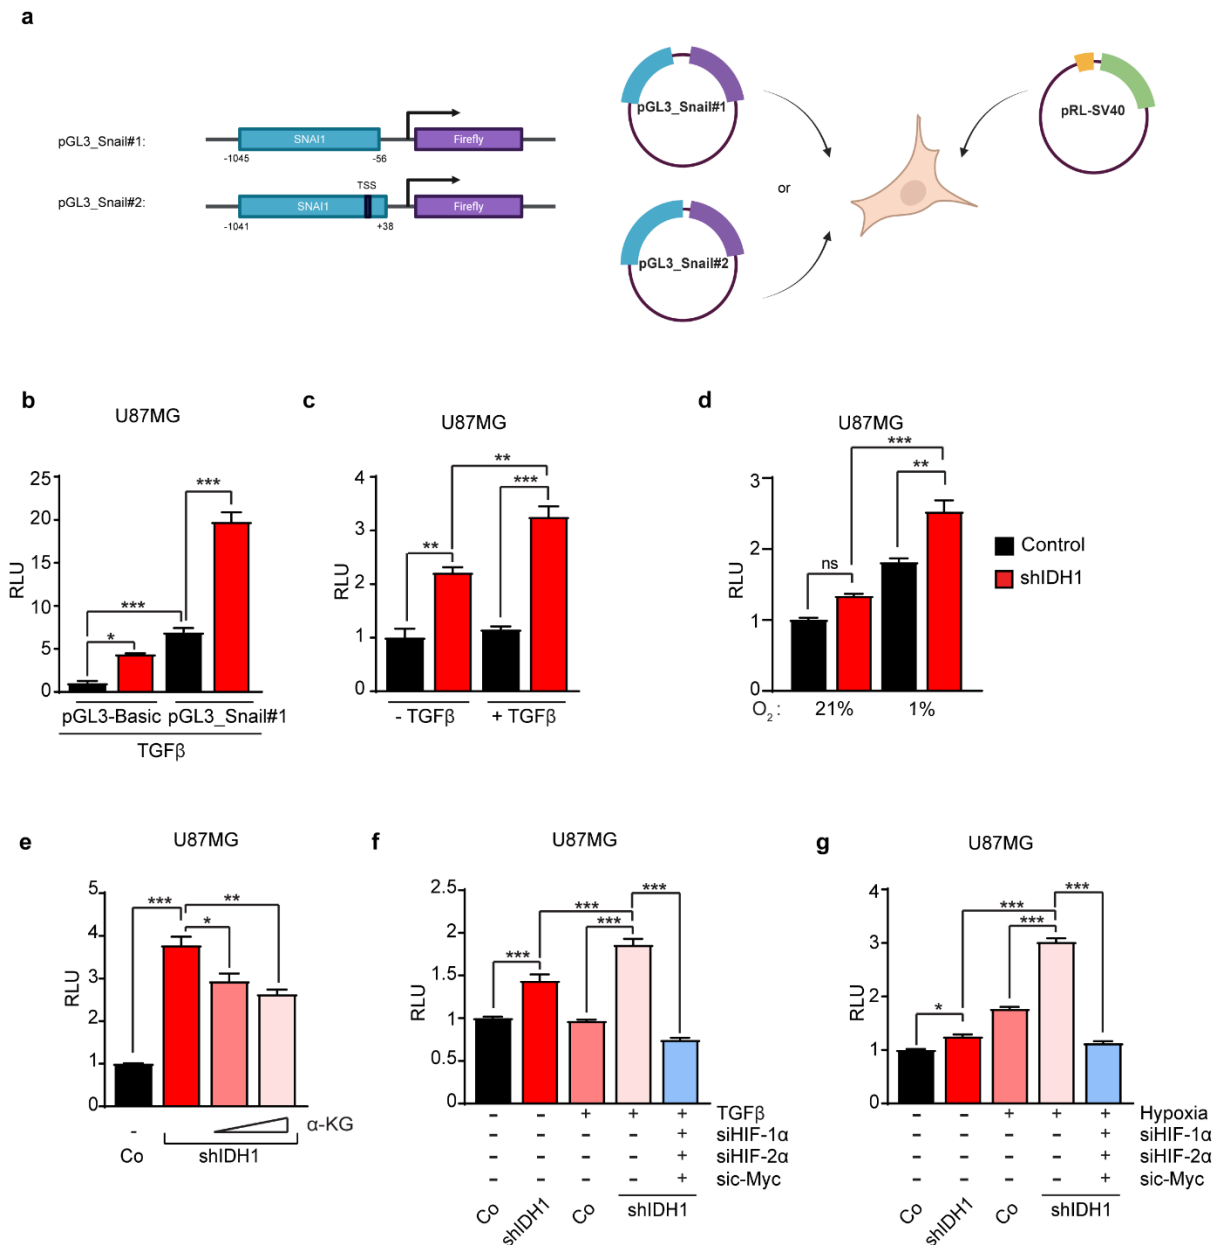 a
pGL3_Snail#1:
SNAI1
Firefly
-1045
-56
TSS
pGL3_Snail#2:
SNAI1
Firefly
-1041
+38
pGL3_Snail#1
or
pGL3_Snail#2
pRL-SV40
b
U87MG
RLU
25
20
15
10
5
0
***
***
*
pGL3-Basic
pGL3_Snail#1
TGFβ
c
U87MG
RLU
4
3
2
1
0
**
***
**
- TGFβ
+ TGFβ
d
U87MG
RLU
3
2
1
0
***
**
ns
O2 :
21%
1%
Control
shIDH1
e
U87MG
RLU
5
4
3
2
1
0
***
**
*
-
α-KG
Co
shIDH1
f
U87MG
RLU
2.5
2
1.5
1
0.5
0
***
***
***
***
- - + + + TGFβ
- - - - + siHIF-1α
- - - - + siHIF-2α
- - - - + sic-Myc
Co
shIDH1
Co
shIDH1
g
U87MG
RLU
4
3
2
1
0
***
***
***
*
- - + + + Hypoxia
- - - - + siHIF-1α
- - - - + siHIF-2α
- - - - + sic-Myc
Co
shIDH1
Co
shIDH1